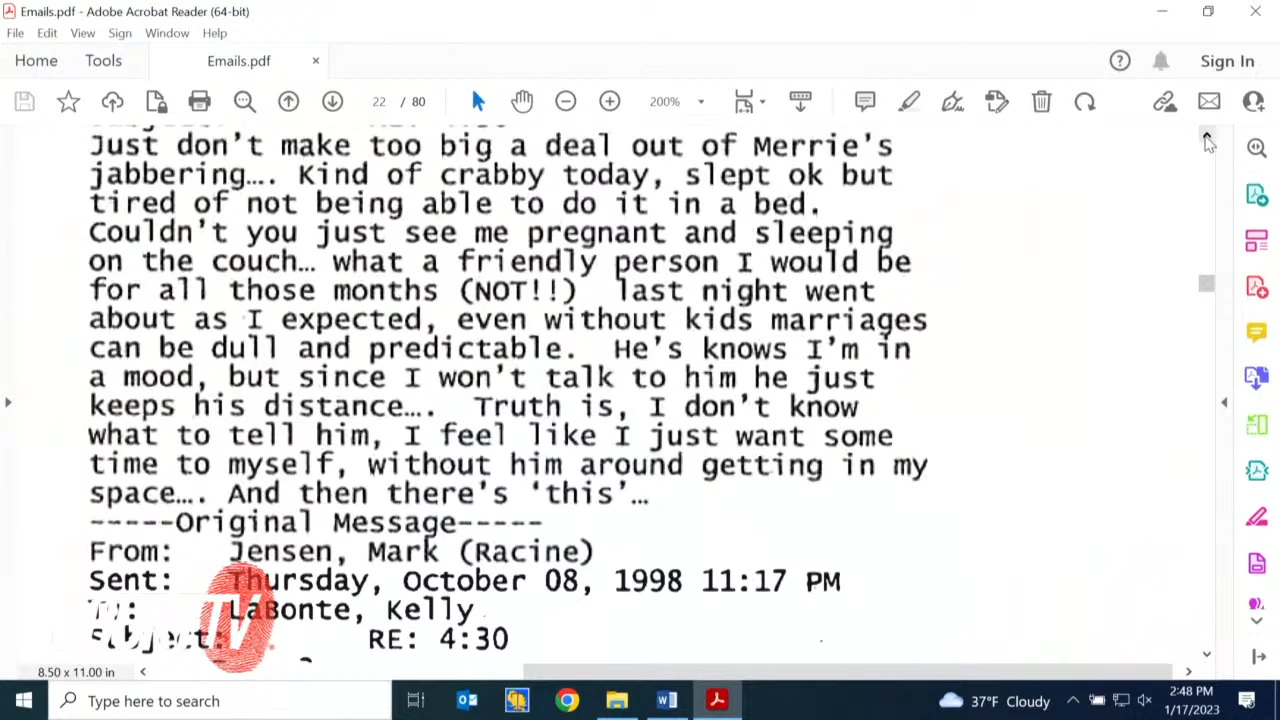 Emails.pdf - Adobe Acrobat Reader (64-bit)
File Edit View Sign Window Help
Home Tools Emails.pdf × Sign In
22 / 80 200%
Just don't make too big a deal out of Merrie's
jabbering…. Kind of crabby today, slept ok but
tired of not being able to do it in a bed.
Couldn't you just see me pregnant and sleeping
on the couch… what a friendly person I would be
for all those months (NOT!!) last night went
about as I expected, even without kids marriages
can be dull and predictable. He's knows I'm in
a mood, but since I won't talk to him he just
keeps his distance…. Truth is, I don't know
what to tell him, I feel like I just want some
time to myself, without him around getting in my
space…. And then there's 'this'…
-----Original Message-----
From: Jensen, Mark (Racine)
Sent: Thursday, October 08, 1998 11:17 PM
LaBonte, Kelly
Subject: RE: 4:30
TV
8.50 x 11.00 in
Type here to search
37°F Cloudy
2:48 PM
1/17/2023